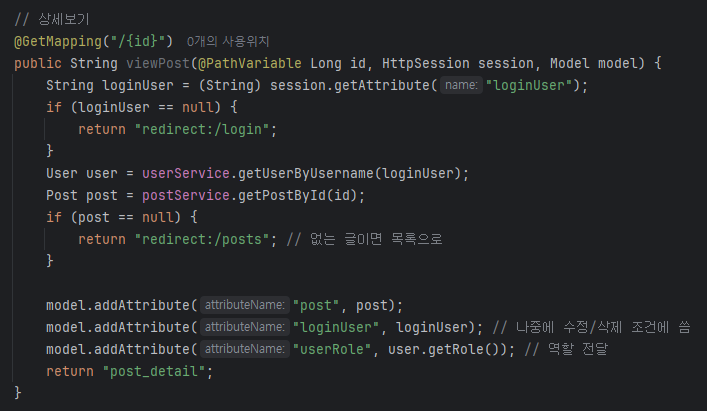 // 상세보기
@GetMapping("/{id}") 0개의 사용위치
public String viewPost(@PathVariable Long id, HttpSession session, Model model) {
    String loginUser = (String) session.getAttribute( name: "loginUser");
    if (loginUser == null) {
        return "redirect:/login";
    }
    User user = userService.getUserByUsername(loginUser);
    Post post = postService.getPostById(id);
    if (post == null) {
        return "redirect:/posts"; // 없는 글이면 목록으로
    }
    model.addAttribute( attributeName: "post", post);
    model.addAttribute( attributeName: "loginUser", loginUser); // 나중에 수정/삭제 조건에 씀
    model.addAttribute( attributeName: "userRole", user.getRole()); // 역할 전달
    return "post_detail";
}